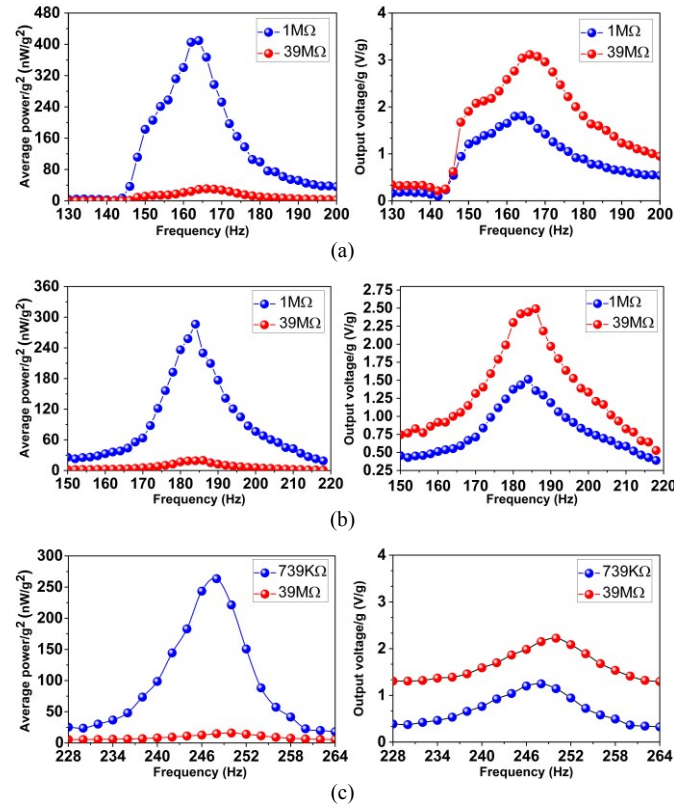 Average power/g² (nW/g²)
480
400
320
240
160
80
0
1MΩ
39MΩ
130 140 150 160 170 180 190 200
Frequency (Hz)
Output voltage/g (V/g)
4
3
2
1
0
1MΩ
39MΩ
130 140 150 160 170 180 190 200
Frequency (Hz)
(a)
Average power/g² (nW/g²)
360
300
240
180
120
60
0
1MΩ
39MΩ
150 160 170 180 190 200 210 220
Frequency (Hz)
Output voltage/g (V/g)
2.75
2.50
2.25
2.00
1.75
1.50
1.25
1.00
0.75
0.50
0.25
1MΩ
39MΩ
150 160 170 180 190 200 210 220
Frequency (Hz)
(b)
Average power/g² (nW/g²)
300
250
200
150
100
50
0
739KΩ
39MΩ
228 234 240 246 252 258 264
Frequency (Hz)
Output voltage/g (V/g)
4
3
2
1
0
739KΩ
39MΩ
228 234 240 246 252 258 264
Frequency (Hz)
(c)